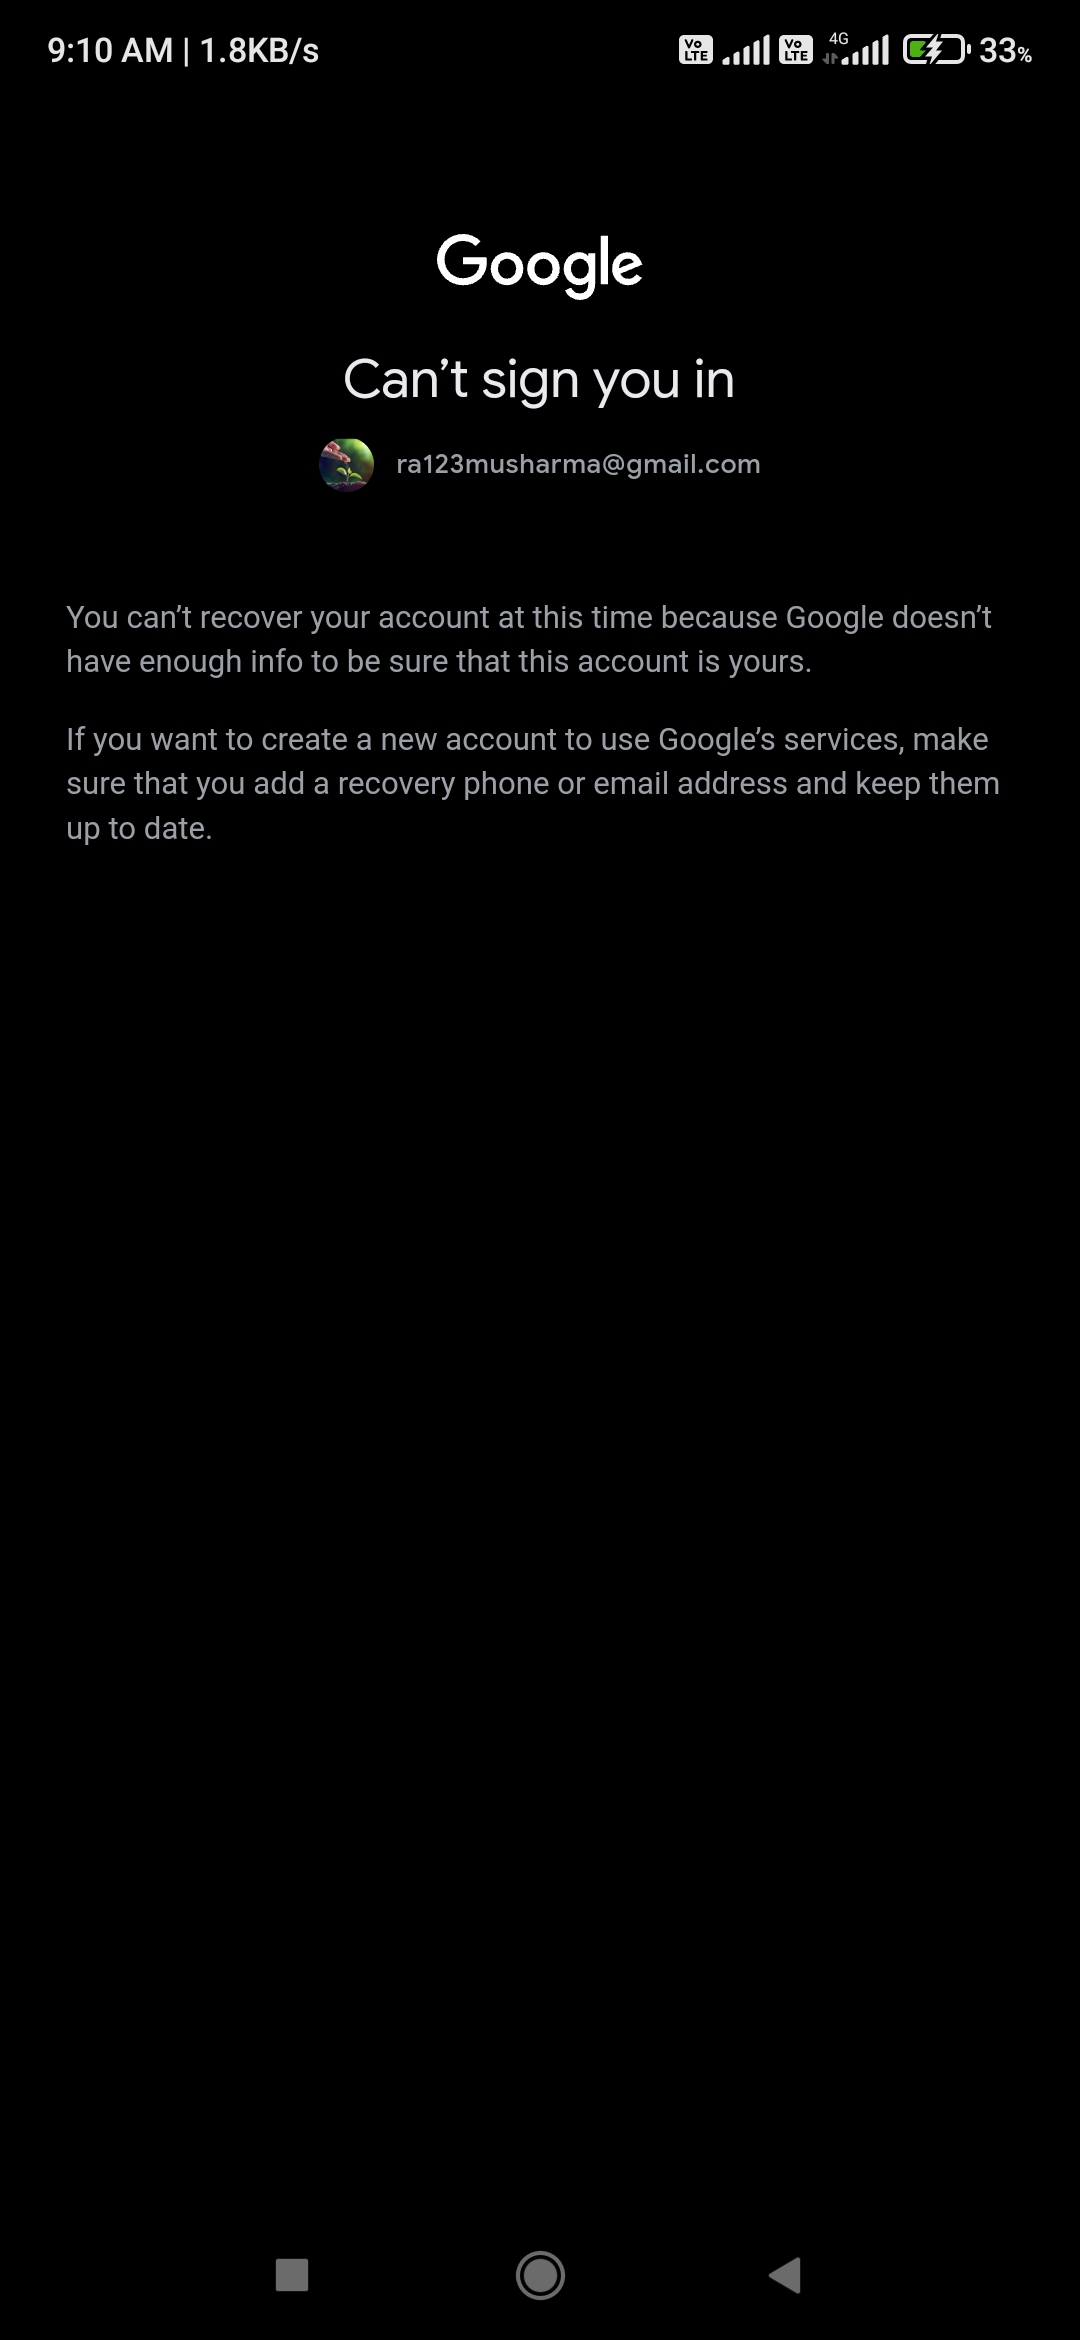 9:10 AM | 1.8KB/s Vo LTE Vo LTE 4G 33%
Google
Can’t sign you in
ra123musharma@gmail.com
You can’t recover your account at this time because Google doesn’t
have enough info to be sure that this account is yours.
If you want to create a new account to use Google’s services, make
sure that you add a recovery phone or email address and keep them
up to date.